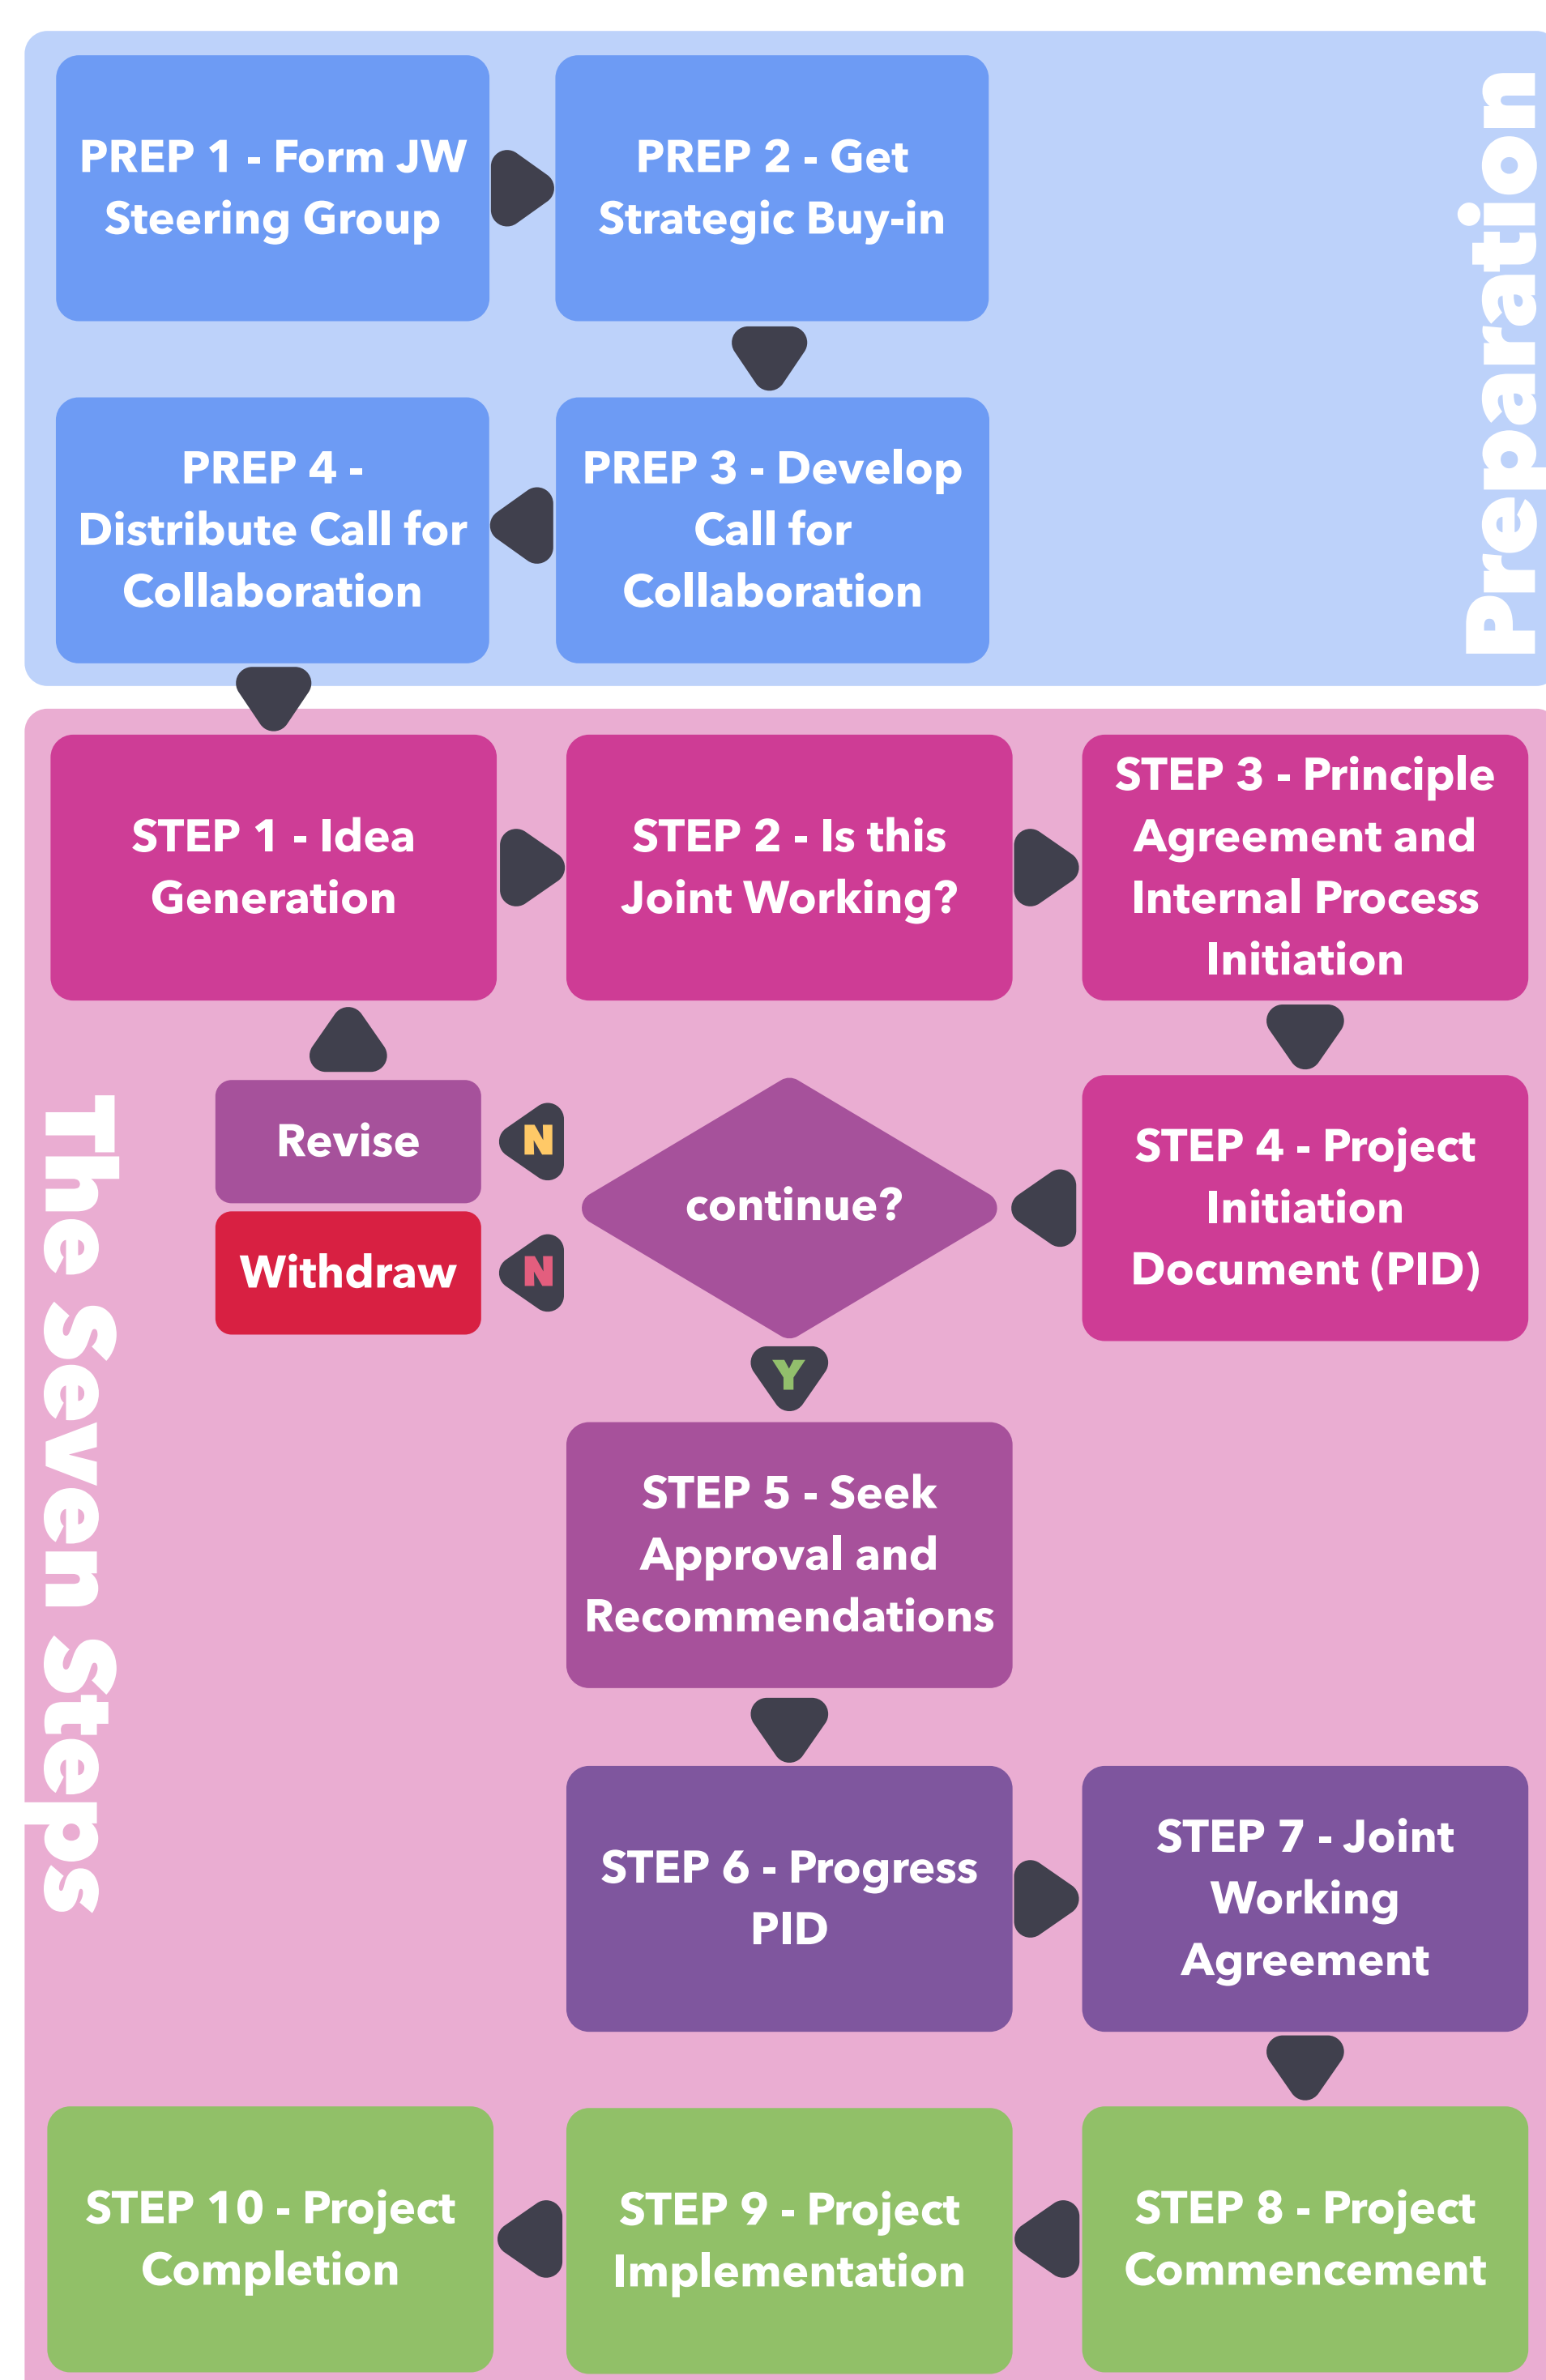 PREP 1 - Form JW
Steering Group
PREP 2 - Get
Strategic Buy-in
PREP 4 -
Distribute Call for
Collaboration
PREP 3 - Develop
Call for
Collaboration
Preparation
STEP 1 - Idea
Generation
STEP 2 - Is this
Joint Working?
STEP 3 - Principle
Agreement and
Internal Process
Initiation
Revise
N
Withdraw
N
continue?
STEP 4 - Project
Initiation
Document (PID)
Y
The Seven Steps
STEP 5 - Seek
Approval and
Recommendations
STEP 6 - Progress
PID
STEP 7 - Joint
Working
Agreement
STEP 10 - Project
Completion
STEP 9 - Project
Implementation
STEP 8 - Project
Commencement